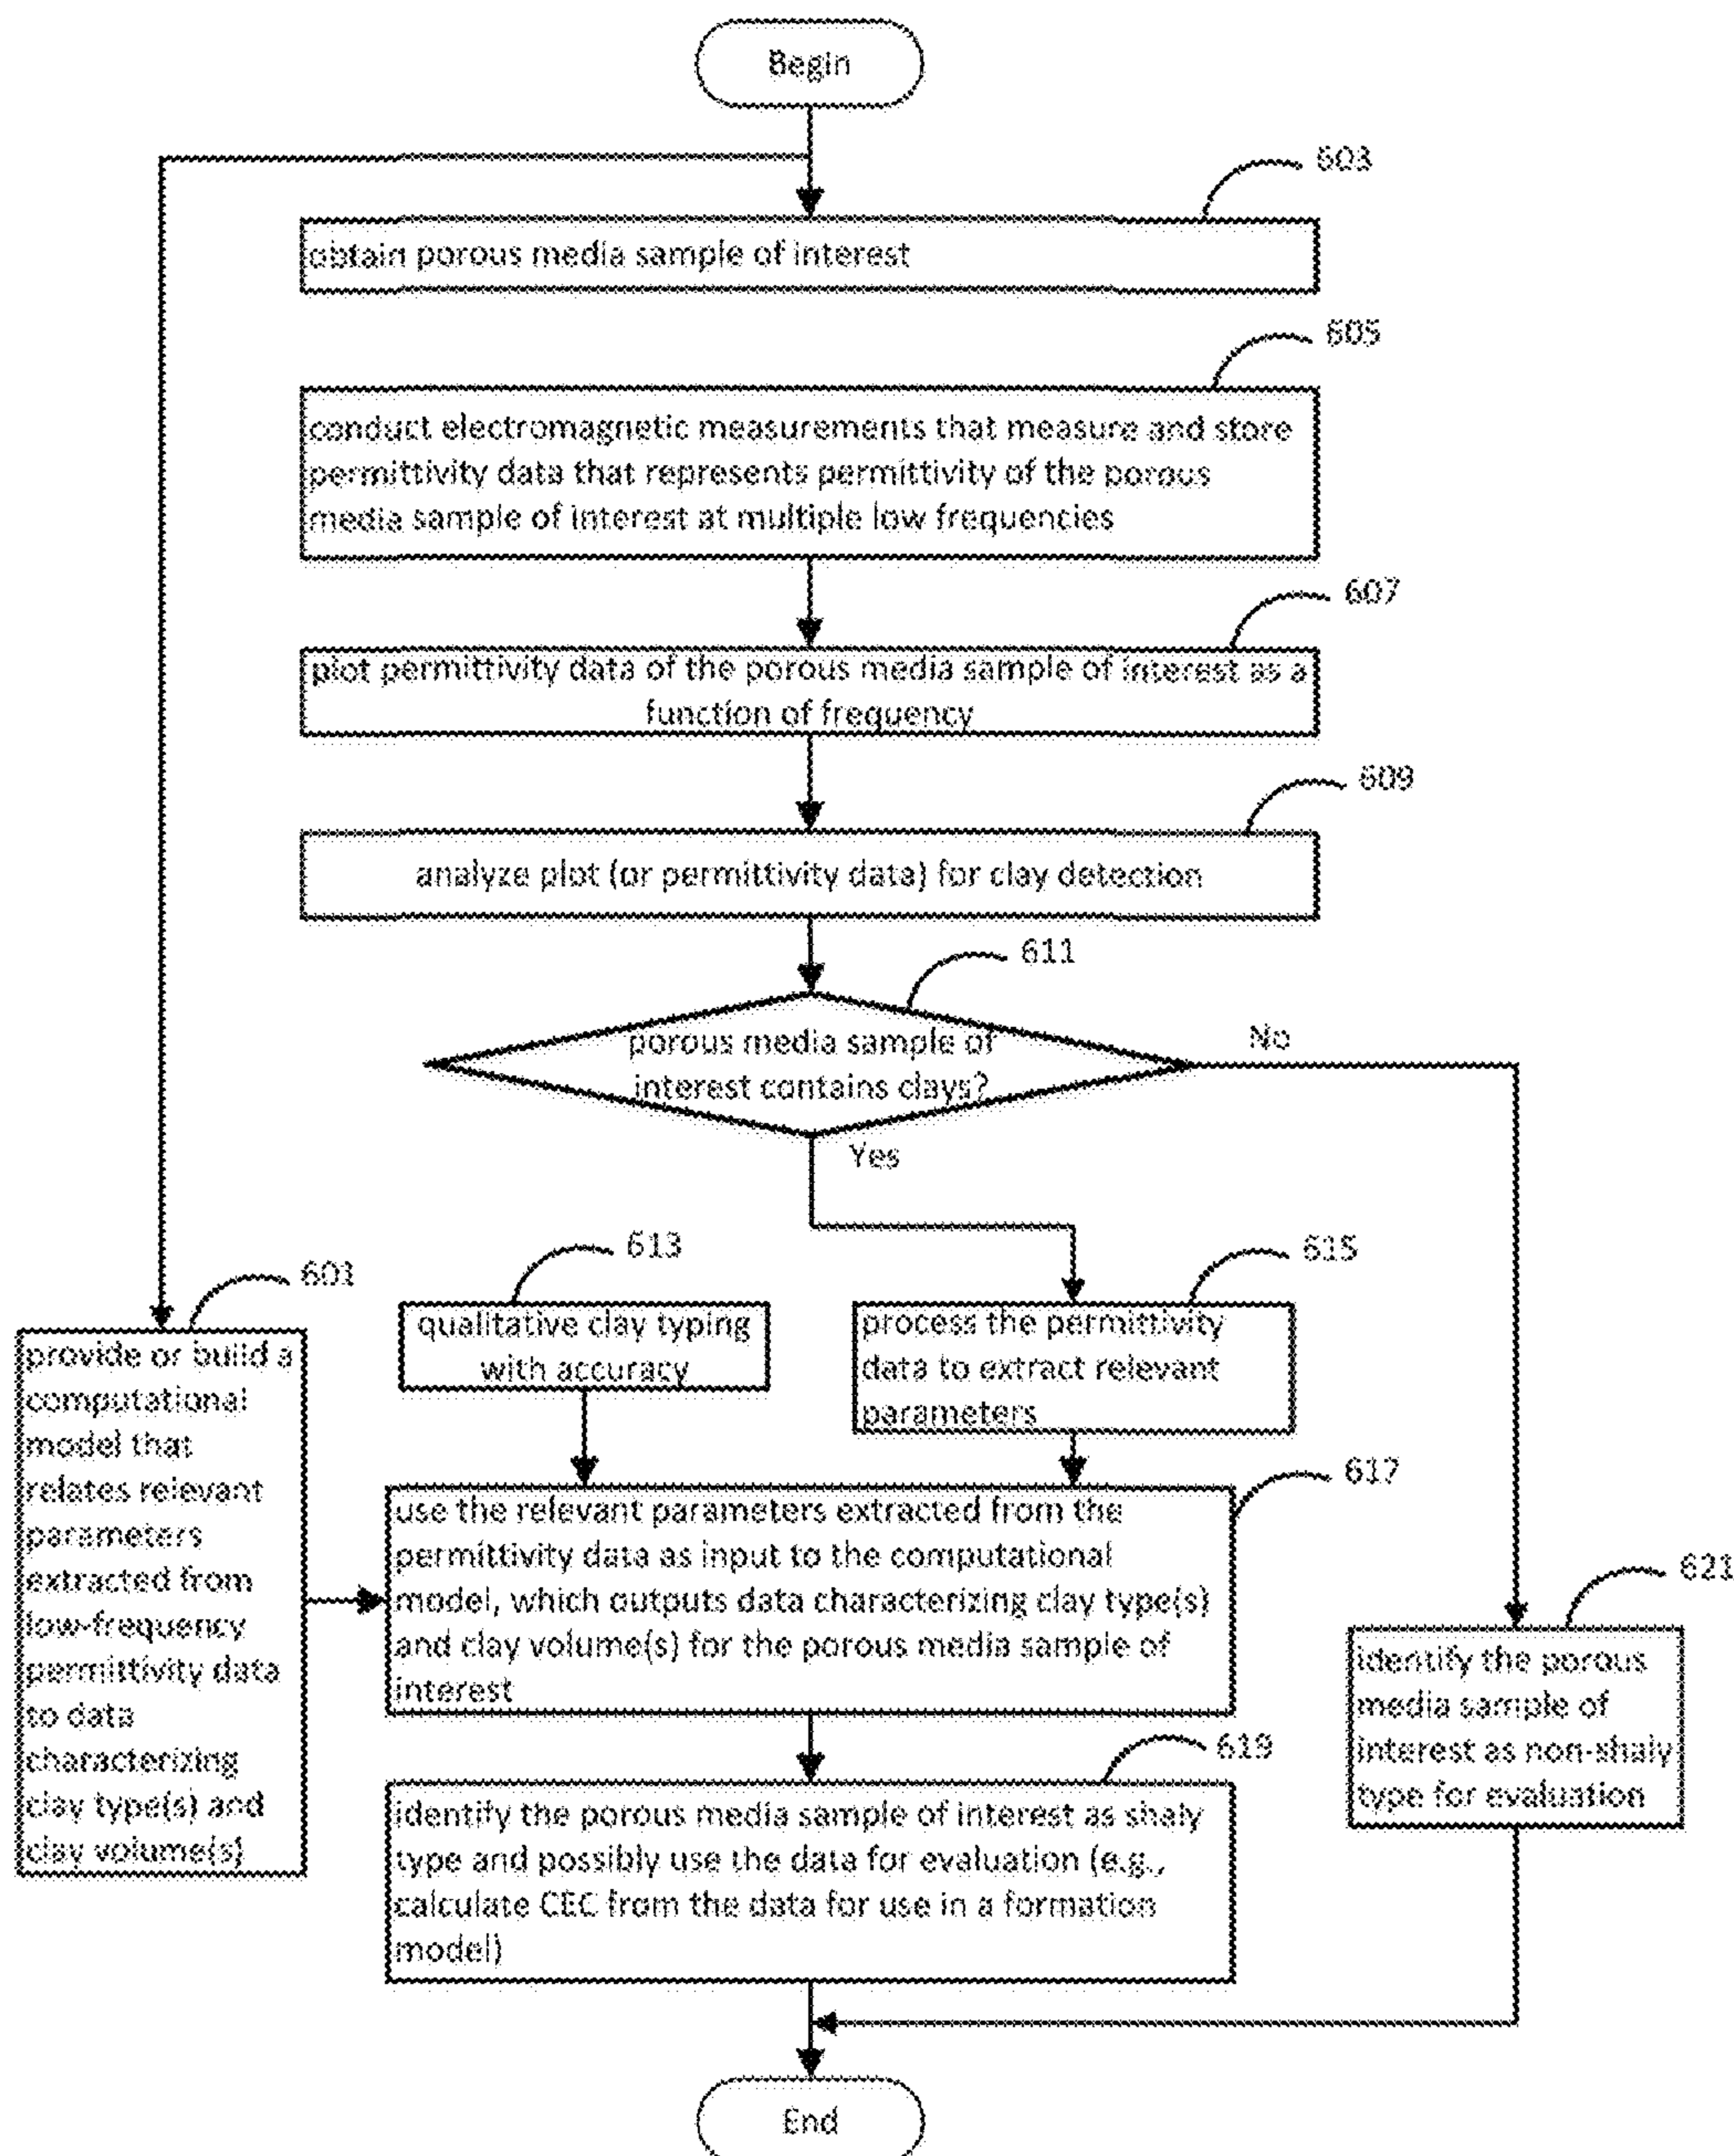 Begin
603
obtain porous media sample of interest
605
conduct electromagnetic measurements that measure and store
permittivity data that represents permittivity of the porous
media sample of interest at multiple low frequencies
607
plot permittivity data of the porous media sample of interest as a
function of frequency
609
analyze plot (or permittivity data) for clay detection
611
porous media sample of
interest contains clays?
No
Yes
613
qualitative clay typing
with accuracy
615
process the permittivity
data to extract relevant
parameters
601
provide or build a
computational
model that
relates relevant
parameters
extracted from
low-frequency
permittivity data
to data
characterizing
clay type(s) and
clay volume(s)
617
use the relevant parameters extracted from the
permittivity data as input to the computational
model, which outputs data characterizing clay type(s)
and clay volume(s) for the porous media sample of
interest
621
identify the porous
media sample of
interest as non-shaly
type for evaluation
619
identify the porous media sample of interest as shaly
type and possibly use the data for evaluation (e.g.,
calculate CEC from the data for use in a formation
model)
End